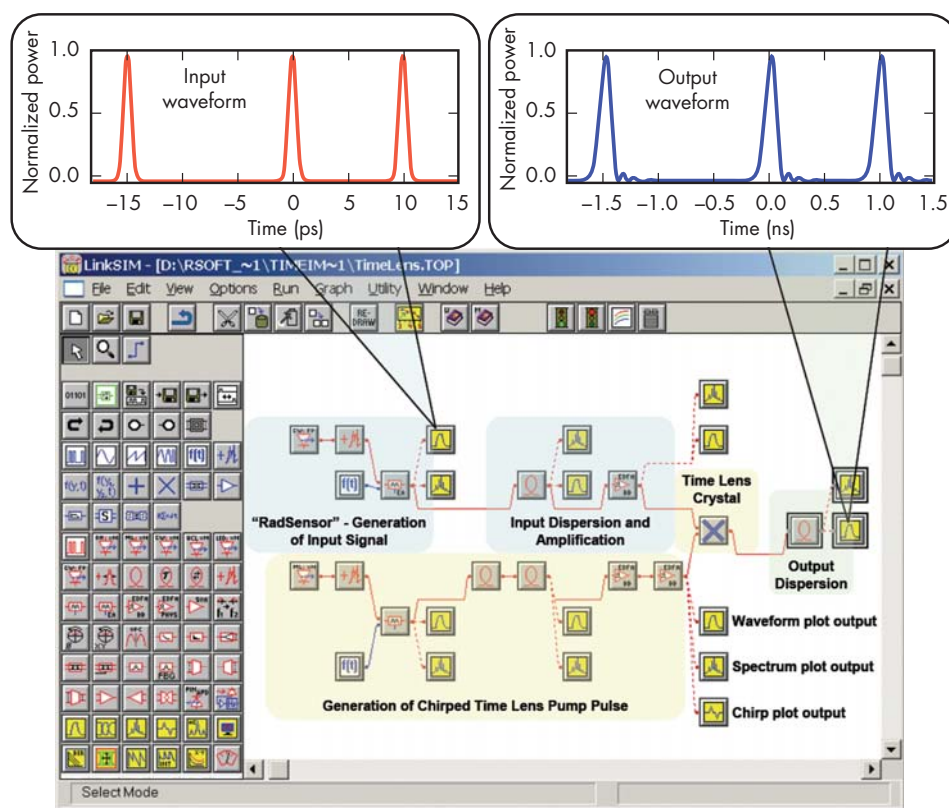 1.0
0.5
0.0
Normalized power
Input
waveform
−15
−10
−5
0
5
10
15
Time (ps)
1.0
0.5
0.0
Normalized power
Output
waveform
−1.5
−1.0
−0.5
0.0
0.5
1.0
1.5
Time (ns)
LinkSIM - [D:\RSOFT_~1\TIMEIM~1\TimeLens.TOP]
File Edit View Options Run Graph Utility Window Help
RE-
DRAW
01101
f(t)
"RadSensor" - Generation
of Input Signal
Input Dispersion and
Amplification
Time Lens
Crystal
Output
Dispersion
f(t)
f(t)
Generation of Chirped Time Lens Pump Pulse
Waveform plot output
Spectrum plot output
Chirp plot output
Select Mode